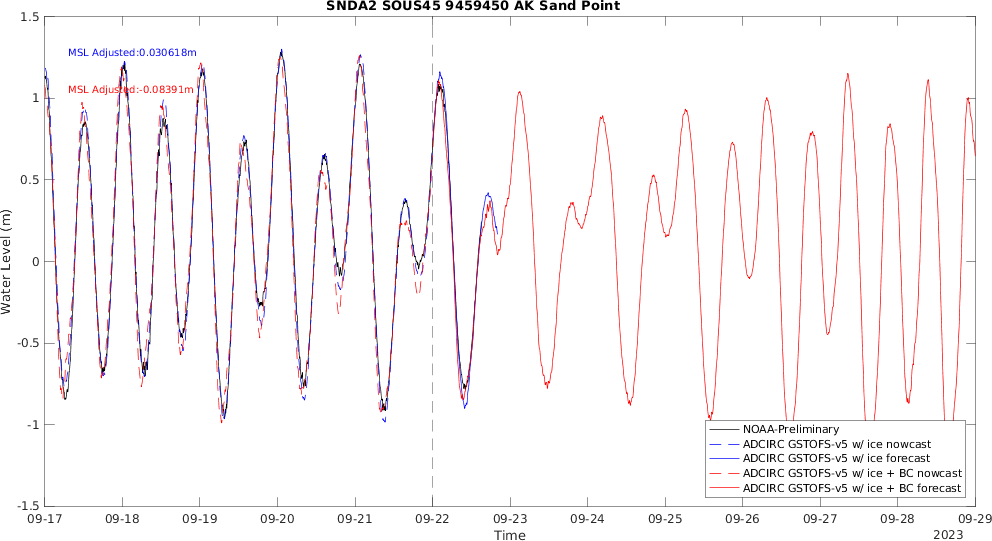 SNDA2 SOUS45 9459450 AK Sand Point
1.5
MSL Adjusted:0.030618m
MSL Adjusted:-0.08391m
1
0.5
0
-0.5
-1
-1.5
Water Level (m)
NOAA-Preliminary
ADCIRC GSTOFS-v5 w/ ice nowcast
ADCIRC GSTOFS-v5 w/ ice forecast
ADCIRC GSTOFS-v5 w/ ice + BC nowcast
ADCIRC GSTOFS-v5 w/ ice + BC forecast
09-17 09-18 09-19 09-20 09-21 09-22 09-23 09-24 09-25 09-26 09-27 09-28 09-29
Time
2023